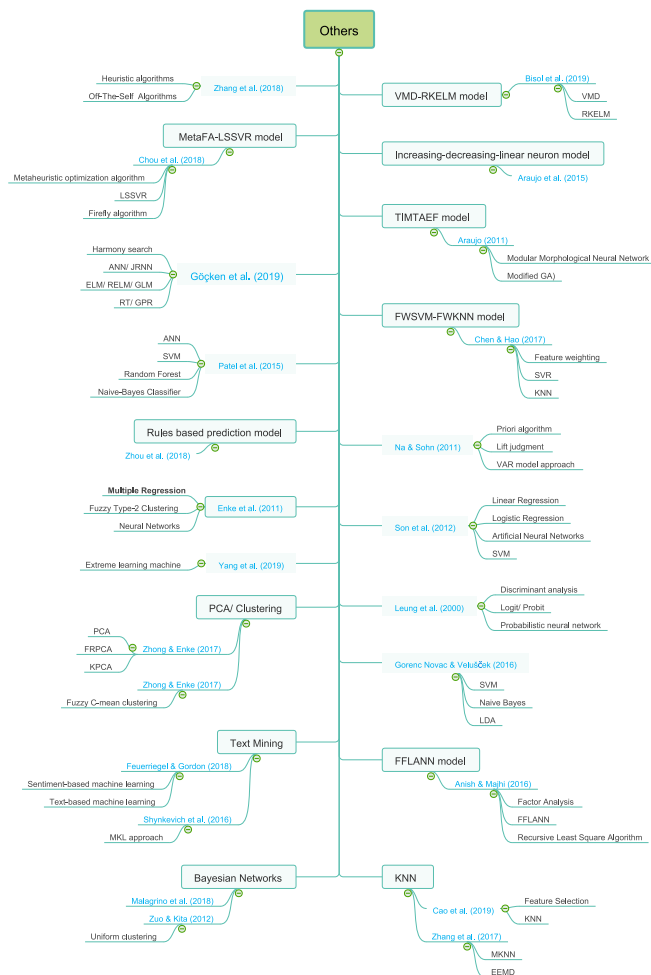 Others
Heuristic algorithms
Off-The-Self Algorithms
Zhang et al. (2018)
MetaFA-LSSVR model
Chou et al. (2018)
Metaheuristic optimization algorithm
LSSVR
Firefly algorithm
Harmony search
ANN/ JRNN
ELM/ RELM/ GLM
RT/ GPR
Göçken et al. (2019)
ANN
SVM
Random Forest
Naive-Bayes Classifier
Patel et al. (2015)
Rules based prediction model
Zhou et al. (2018)
Multiple Regression
Fuzzy Type-2 Clustering
Neural Networks
Enke et al. (2011)
Extreme learning machine
Yang et al. (2019)
PCA/ Clustering
PCA
FRPCA
KPCA
Zhong & Enke (2017)
Zhong & Enke (2017)
Fuzzy C-mean clustering
Text Mining
Feuerriegel & Gordon (2018)
Sentiment-based machine learning
Text-based machine learning
Shynkevich et al. (2016)
MKL approach
Bayesian Networks
Malagrino et al. (2018)
Zuo & Kita (2012)
Uniform clustering
VMD-RKELM model
Bisoi et al. (2019)
VMD
RKELM
Increasing-decreasing-linear neuron model
Araujo et al. (2015)
TIMTAEF model
Araujo (2011)
Modular Morphological Neural Network
Modified GA)
FWSVM-FWKNN model
Chen & Hao (2017)
Feature weighting
SVR
KNN
Na & Sohn (2011)
Priori algorithm
Lift judgment
VAR model approach
Son et al. (2012)
Linear Regression
Logistic Regression
Artificial Neural Networks
SVM
Leung et al. (2000)
Discriminant analysis
Logit/ Probit
Probabilistic neural network
Gorenc Novac & Velušček (2016)
SVM
Naive Bayes
LDA
FFLANN model
Anish & Majhi (2016)
Factor Analysis
FFLANN
Recursive Least Square Algorithm
KNN
Cao et al. (2019)
Feature Selection
KNN
Zhang et al. (2017)
MKNN
EEMD